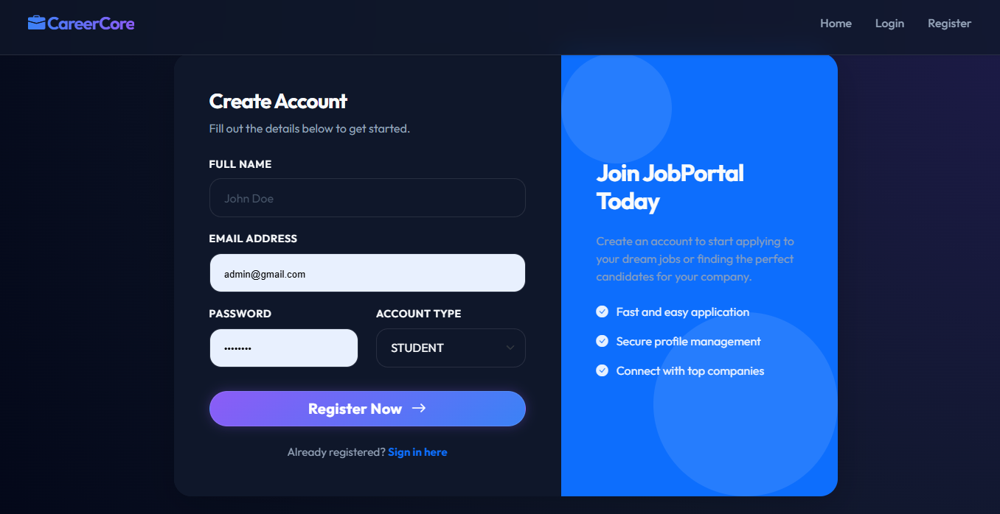 CareerCore
Home
Login
Register
Create Account
Fill out the details below to get started.
FULL NAME
John Doe
EMAIL ADDRESS
admin@gmail.com
PASSWORD
ACCOUNT TYPE
••••••••
STUDENT
Register Now →
Already registered? Sign in here
Join JobPortal
Today
Create an account to start applying to
your dream jobs or finding the perfect
candidates for your company.
Fast and easy application
Secure profile management
Connect with top companies